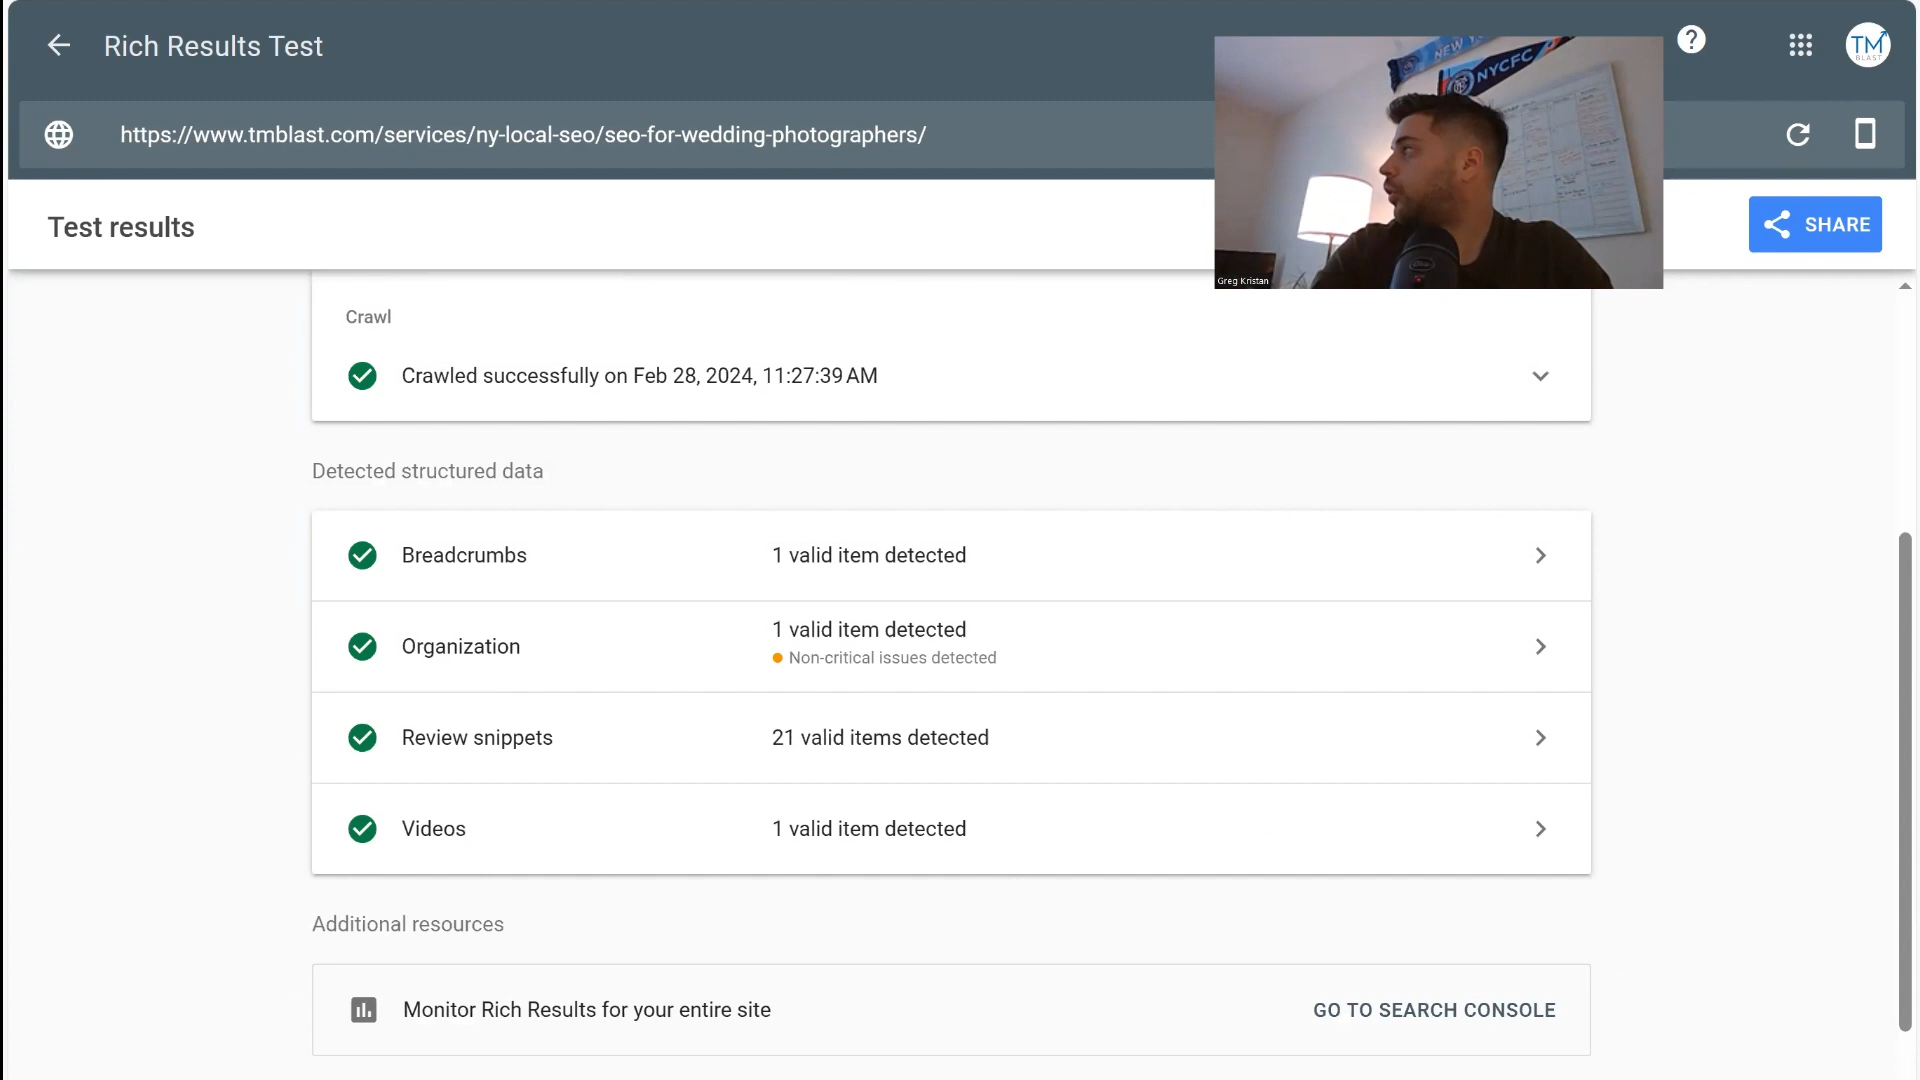 Rich Results Test
NEW Y
NYCFC
TM
BLAST
https://www.tmblast.com/services/ny-local-seo/seo-for-wedding-photographers/
Test results
SHARE
Greg Kristan
Crawl
Crawled successfully on Feb 28, 2024, 11:27:39 AM
Detected structured data
Breadcrumbs
1 valid item detected
Organization
1 valid item detected
Non-critical issues detected
Review snippets
21 valid items detected
Videos
1 valid item detected
Additional resources
Monitor Rich Results for your entire site
GO TO SEARCH CONSOLE